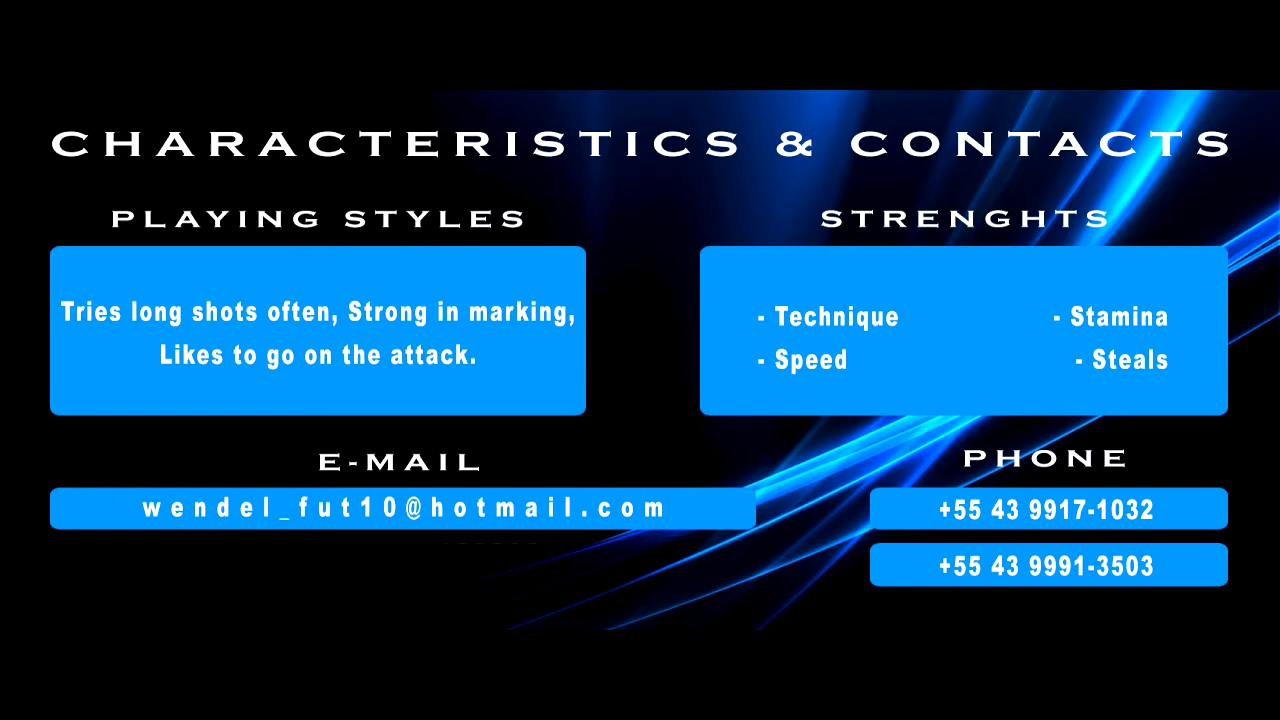 CHARACTERISTICS & CONTACTS
PLAYING STYLES
Tries long shots often, Strong in marking,
Likes to go on the attack.
STRENGHTS
- Technique - Stamina
- Speed - Steals
E-MAIL
wendel_fut10@hotmail.com
PHONE
+55 43 9917-1032
+55 43 9991-3503